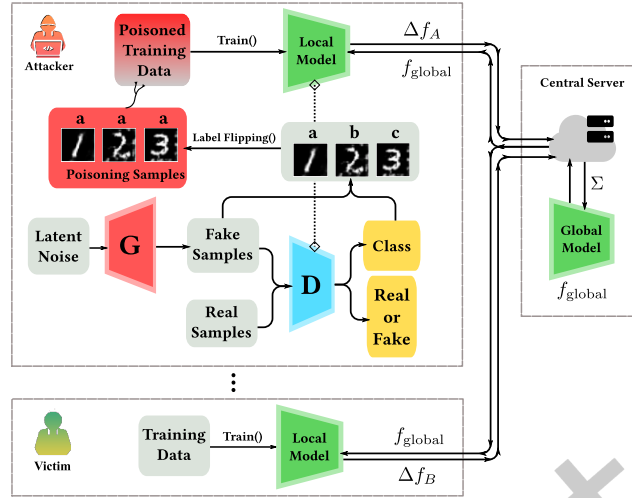 Attacker
Poisoned
Training
Data
Train()
Local
Model
Δf_A
f_global
Central Server
a a a
Poisoning Samples
Label Flipping()
a b c
Σ
Global
Model
f_global
Latent
Noise
G
Fake
Samples
Real
Samples
D
Class
Real
or
Fake
Victim
Training
Data
Train()
Local
Model
f_global
Δf_B